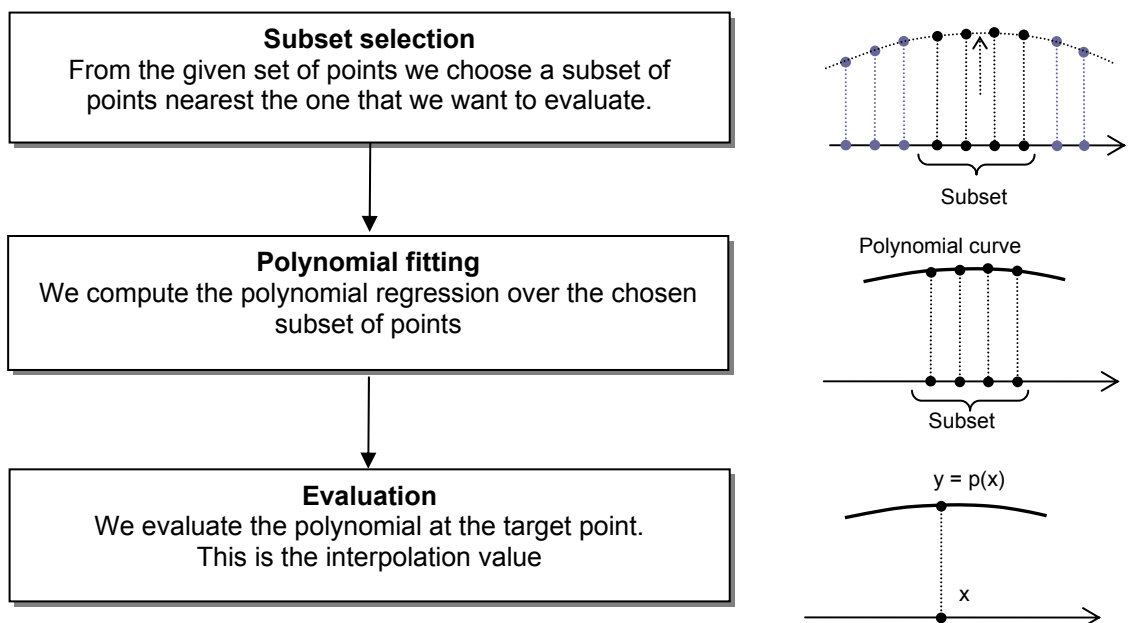 Subset selection
From the given set of points we choose a subset of
points nearest the one that we want to evaluate.
Subset
Polynomial fitting
We compute the polynomial regression over the chosen
subset of points
Polynomial curve
Subset
Evaluation
We evaluate the polynomial at the target point.
This is the interpolation value
y = p(x)
x